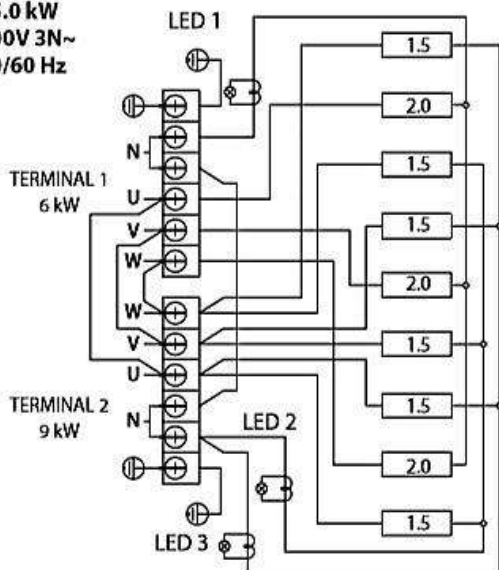 .0 kW
LED 1
00V 3N~
0/60 Hz
1.5
2.0
N
1.5
TERMINAL 1
6 kW
U
V
W
1.5
2.0
W
V
U
1.5
1.5
TERMINAL 2
9 kW
N
LED 2
2.0
1.5
LED 3